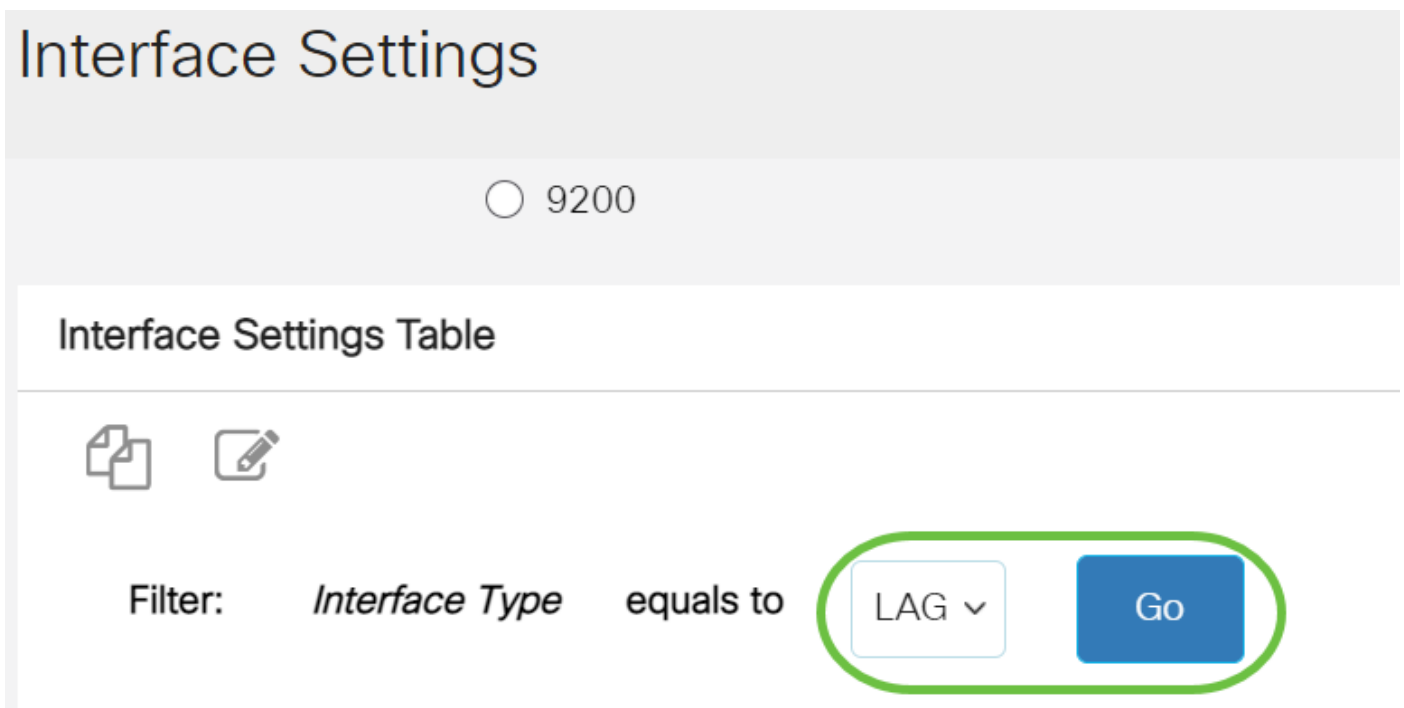 Interface Settings
9200
Interface Settings Table
Filter: Interface Type equals to LAG Go